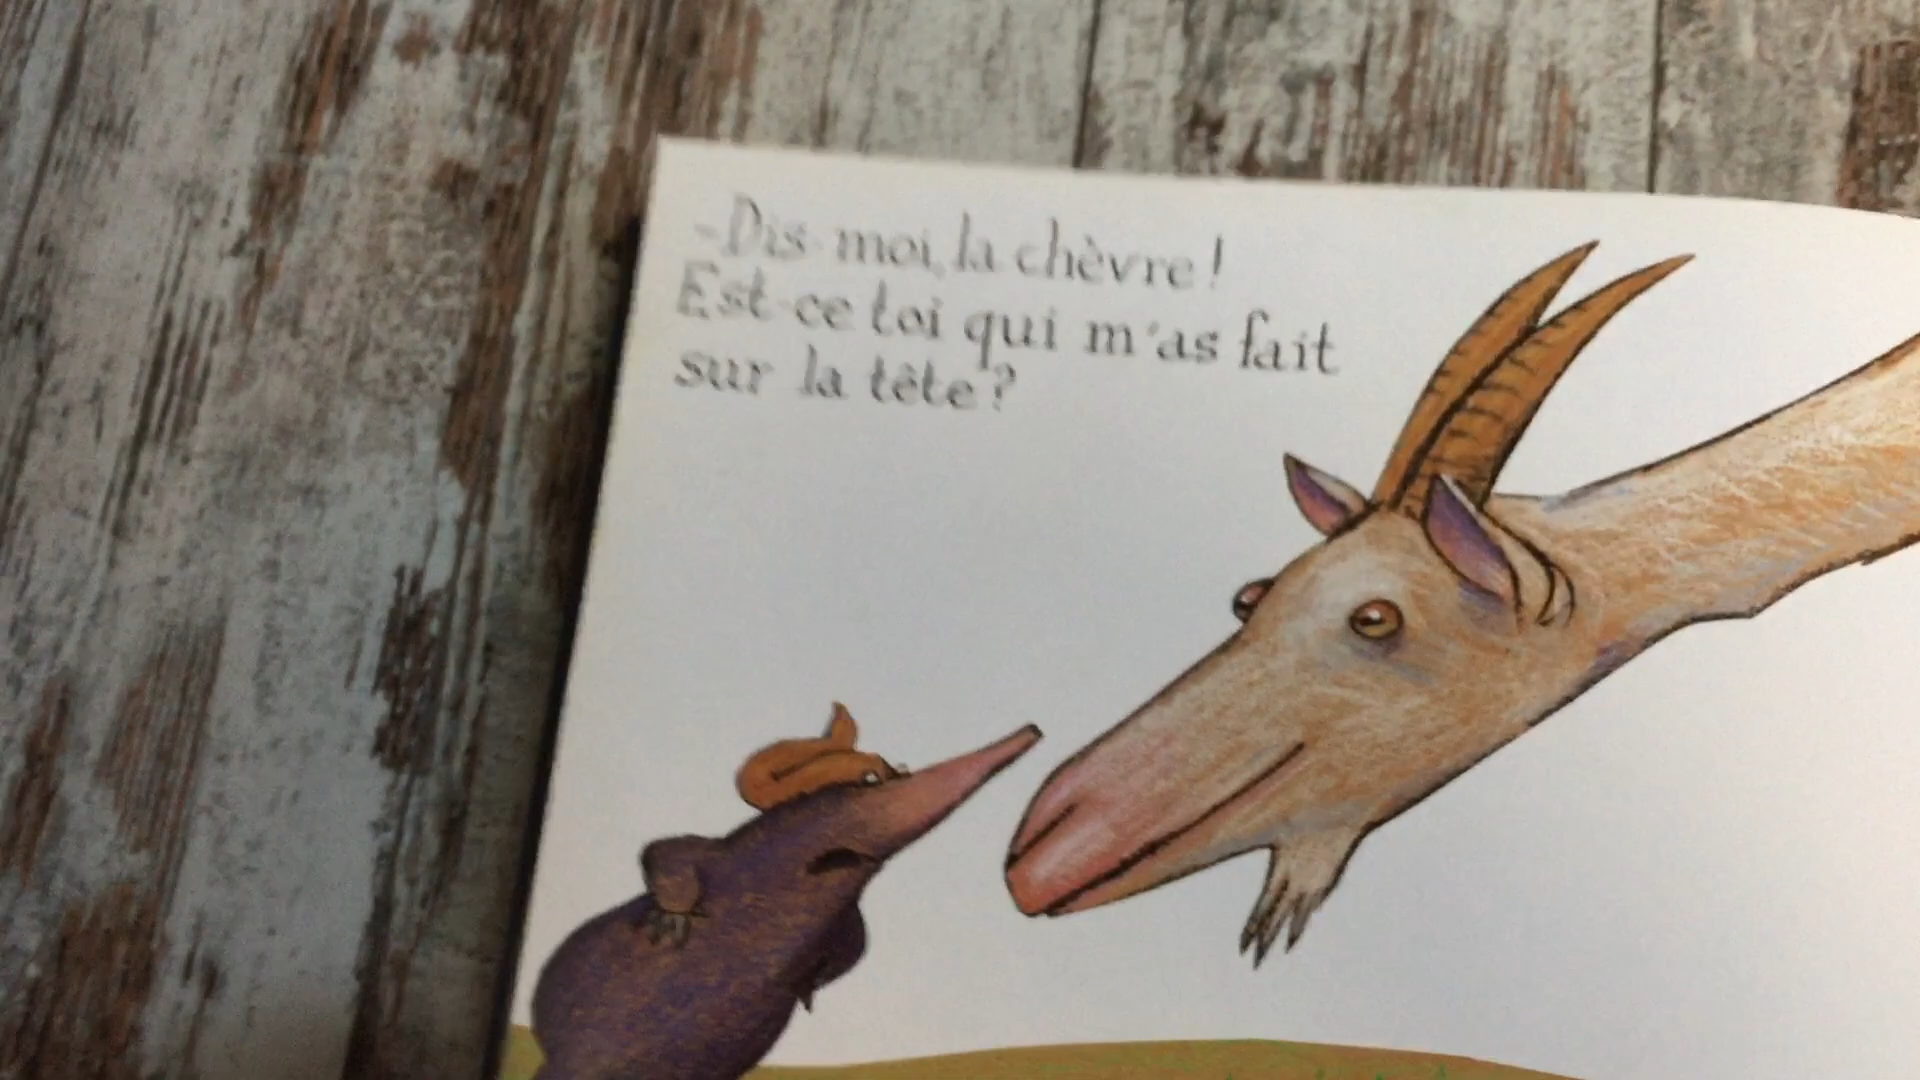 -Dis-moi, la chèvre !
Est-ce toi qui m'as fait
sur la tête ?